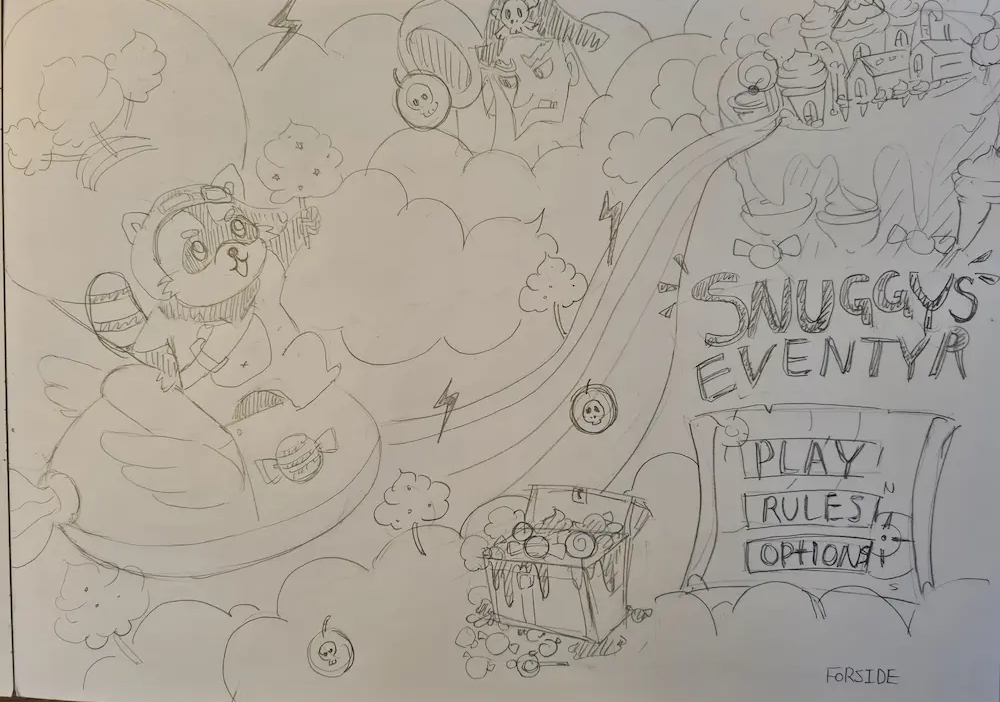 SNUGGYS
EVENTYR
PLAY
RULES
OPTIONS
N
S
FORSIDE